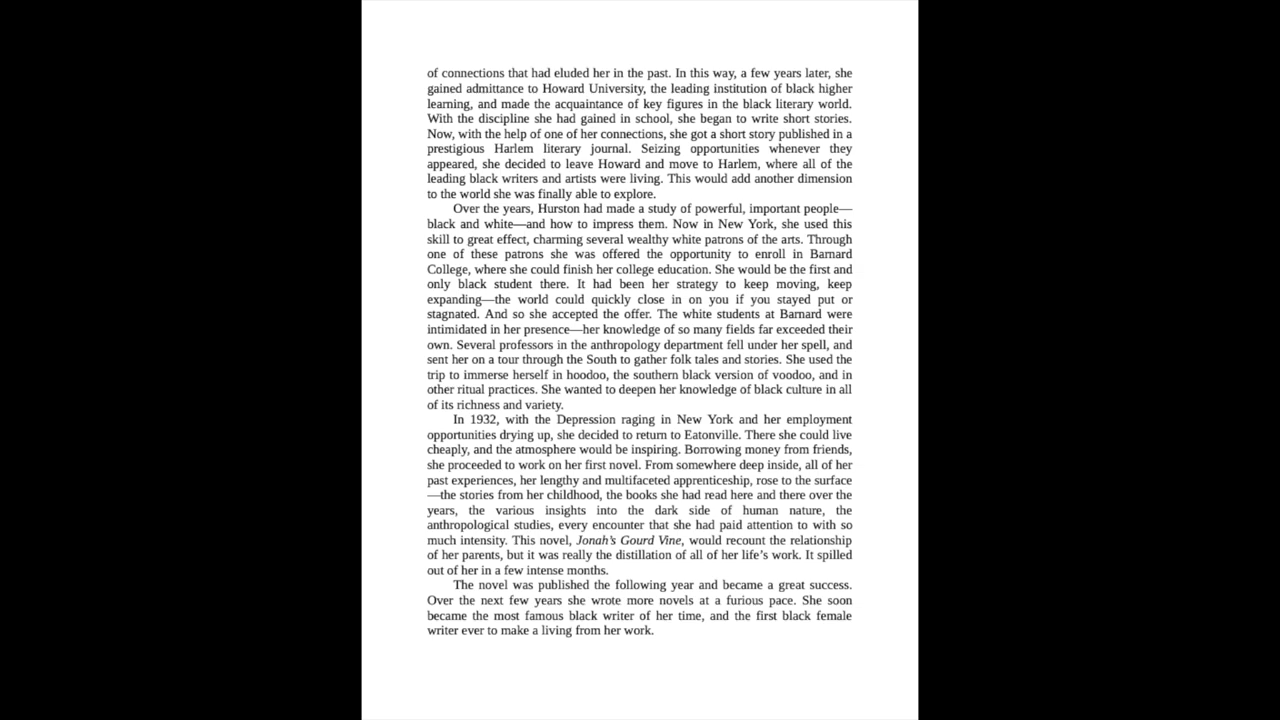 of connections that had eluded her in the past. In this way, a few years later, she
gained admittance to Howard University, the leading institution of black higher
learning, and made the acquaintance of key figures in the black literary world.
With the discipline she had gained in school, she began to write short stories.
Now, with the help of one of her connections, she got a short story published in a
prestigious Harlem literary journal. Seizing opportunities whenever they
appeared, she decided to leave Howard and move to Harlem, where all of the
leading black writers and artists were living. This would add another dimension
to the world she was finally able to explore.
Over the years, Hurston had made a study of powerful, important people—
black and white—and how to impress them. Now in New York, she used this
skill to great effect, charming several wealthy white patrons of the arts. Through
one of these patrons she was offered the opportunity to enroll in Barnard
College, where she could finish her college education. She would be the first and
only black student there. It had been her strategy to keep moving, keep
expanding—the world could quickly close in on you if you stayed put or
stagnated. And so she accepted the offer. The white students at Barnard were
intimidated in her presence—her knowledge of so many fields far exceeded their
own. Several professors in the anthropology department fell under her spell, and
sent her on a tour through the South to gather folk tales and stories. She used the
trip to immerse herself in hoodoo, the southern black version of voodoo, and in
other ritual practices. She wanted to deepen her knowledge of black culture in all
of its richness and variety.
In 1932, with the Depression raging in New York and her employment
opportunities drying up, she decided to return to Eatonville. There she could live
cheaply, and the atmosphere would be inspiring. Borrowing money from friends,
she proceeded to work on her first novel. From somewhere deep inside, all of her
past experiences, her lengthy and multifaceted apprenticeship, rose to the surface
—the stories from her childhood, the books she had read here and there over the
years, the various insights into the dark side of human nature, the
anthropological studies, every encounter that she had paid attention to with so
much intensity. This novel, Jonah’s Gourd Vine, would recount the relationship
of her parents, but it was really the distillation of all of her life’s work. It spilled
out of her in a few intense months.
The novel was published the following year and became a great success.
Over the next few years she wrote more novels at a furious pace. She soon
became the most famous black writer of her time, and the first black female
writer ever to make a living from her work.